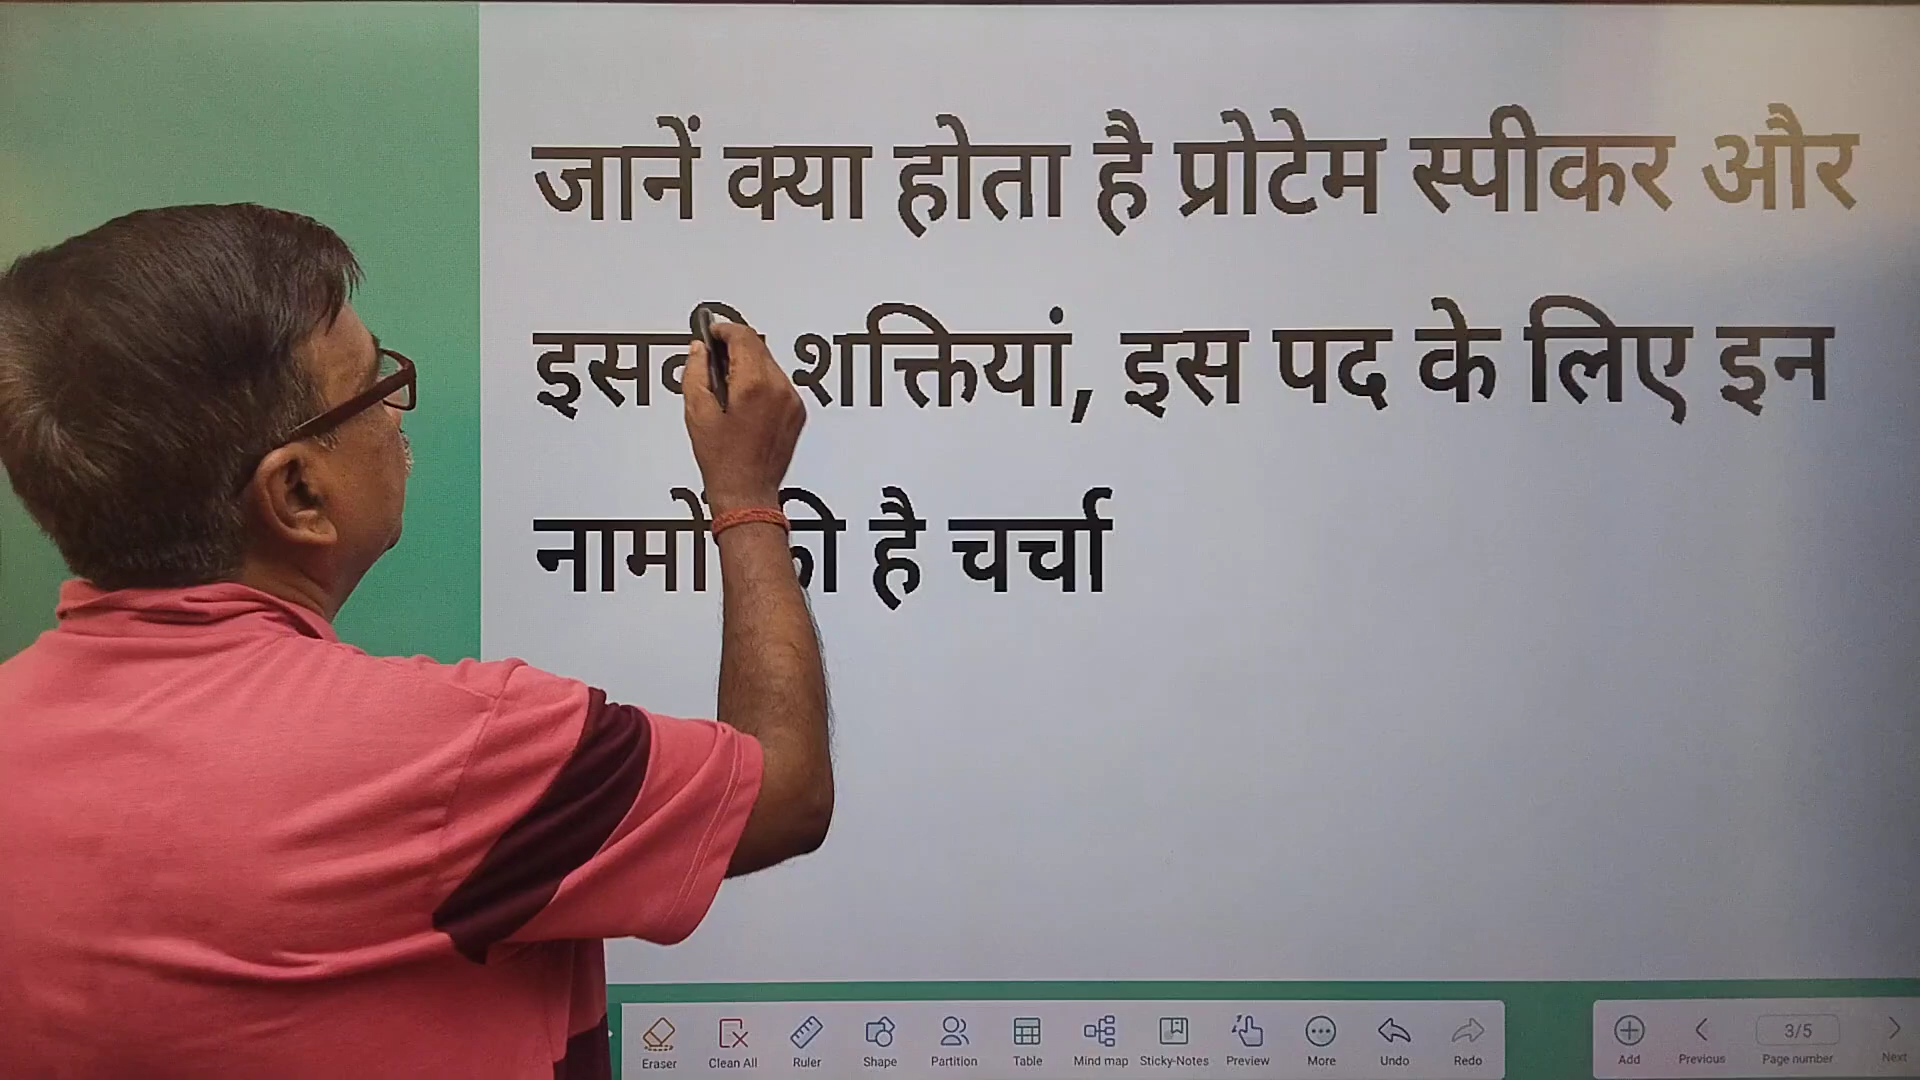 जानें क्या होता है प्रोटेम स्पीकर और
शक्तियां, इस पद के लिए इन
है चर्चा
Eraser Clean All Ruler Shape Partition Table Mind map Sticky-Notes Preview More Undo Redo Add Previous 3/5 Page number Next